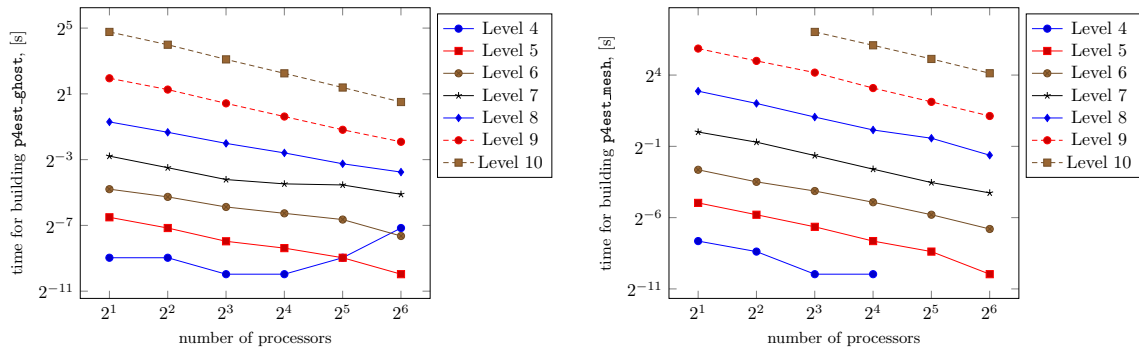 time for building p4est_ghost, [s]
2^5
2^1
2^−3
2^−7
2^−11
2^1 2^2 2^3 2^4 2^5 2^6
number of processors
Level 4
Level 5
Level 6
Level 7
Level 8
Level 9
Level 10
time for building p4est_mesh, [s]
2^4
2^−1
2^−6
2^−11
2^1 2^2 2^3 2^4 2^5 2^6
number of processors
Level 4
Level 5
Level 6
Level 7
Level 8
Level 9
Level 10